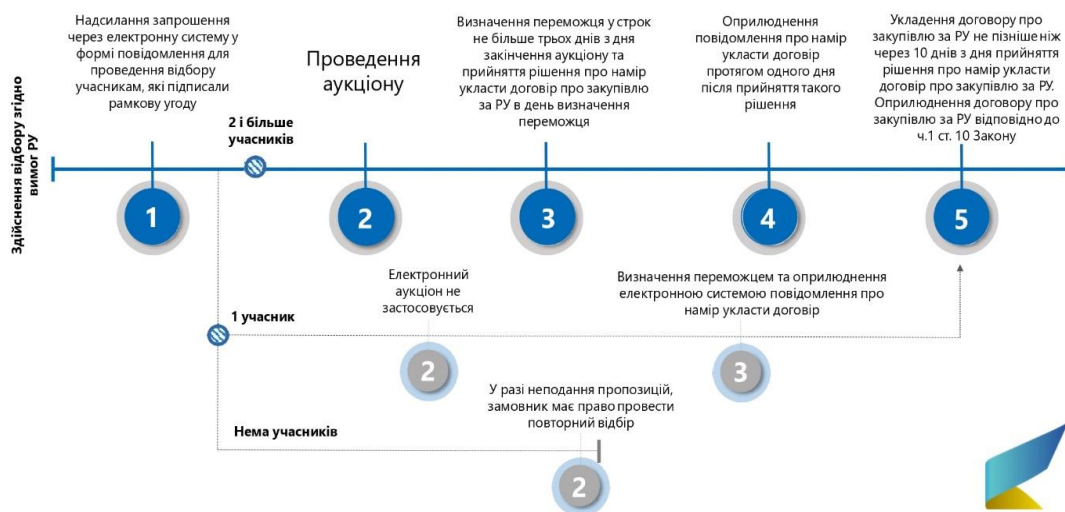 Здійснення відбору згідно
вимог РУ
Надсилання запрошення
через електронну систему у
формі повідомлення для
проведення відбору
учасникам, які підписали
рамкову угоду
Проведення
аукціону
Визначення переможця у строк
не більше трьох днів з дня
закінчення аукціону та
прийняття рішення про намір
укласти договір про закупівлю
за РУ в день визначення
переможця
Оприлюднення
повідомлення про намір
укласти договір
протягом одного дня
після прийняття такого
рішення
Укладення договору про
закупівлю за РУ не пізніше ніж
через 10 днів з дня прийняття
рішення про намір укласти
договір про закупівлю за РУ.
Оприлюднення договору про
закупівлю за РУ відповідно до
ч.1 ст. 10 Закону
2 і більше
учасників
1
2
3
4
5
Електронний
аукціон не
застосовується
Визначення переможцем та оприлюднення
електронною системою повідомлення про
намір укласти договір
1 учасник
2
3
У разі неподання пропозицій,
замовник має право провести
повторний відбір
Нема учасників
2